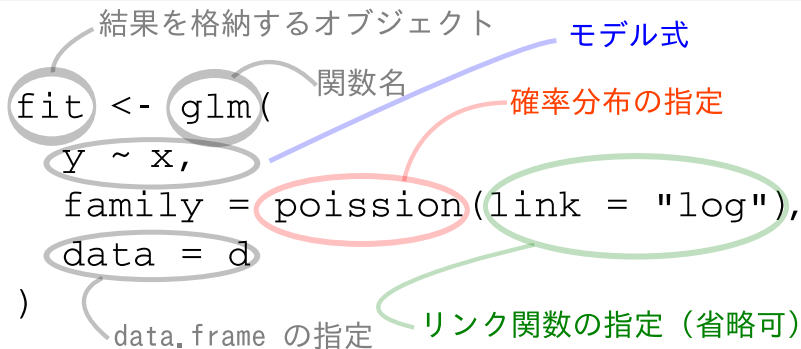 結果を格納するオブジェクト
モデル式
関数名
fit <- glm(
確率分布の指定
y ~ x,
family = poission(link = "log"),
data = d
)
リンク関数の指定（省略可）
data.frame の指定